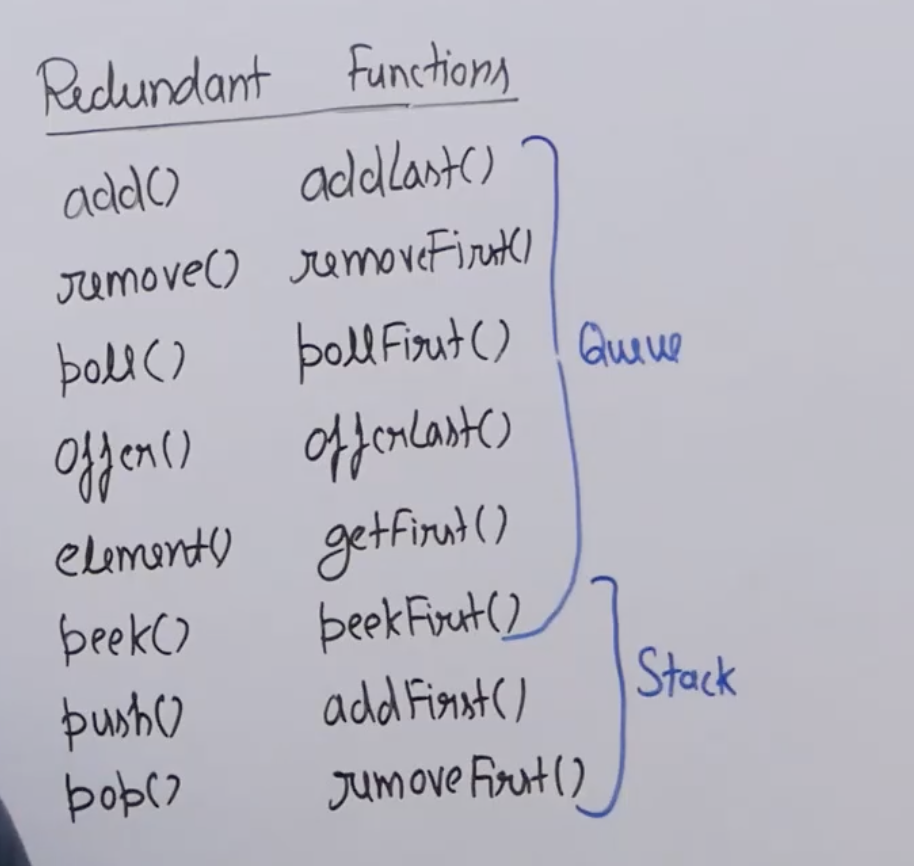 Redundant Functions
add() addLast()
remove() removeFirst()
poll() pollFirst()
Queue
offer() offerLast()
element() getFirst()
peek() peekFirst()
Stack
push() addFirst()
pop() removeFirst()